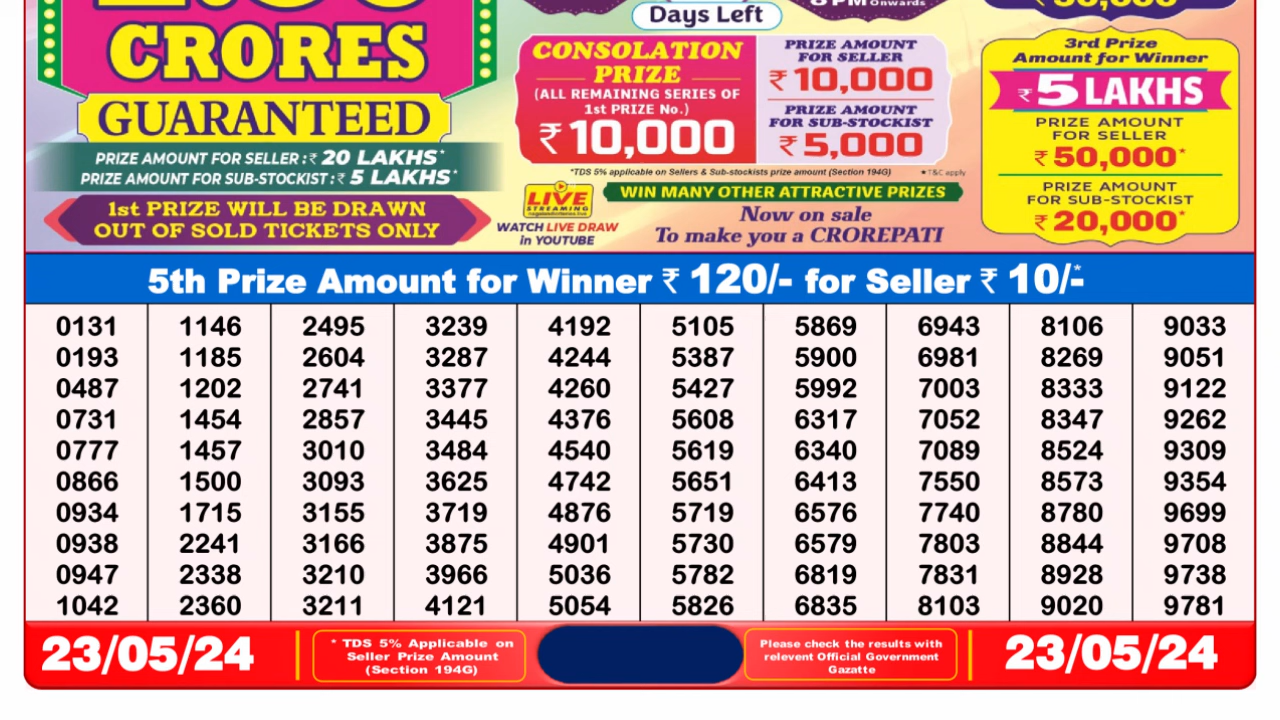 CRORES
GUARANTEED
PRIZE AMOUNT FOR SELLER :₹ 20 LAKHS*
PRIZE AMOUNT FOR SUB-STOCKIST :₹ 5 LAKHS*
1st PRIZE WILL BE DRAWN
OUT OF SOLD TICKETS ONLY
Days Left
8 PM Onwards
CONSOLATION
PRIZE
(ALL REMAINING SERIES OF
1st PRIZE No.)
₹10,000
PRIZE AMOUNT
FOR SELLER
₹10,000
PRIZE AMOUNT
FOR SUB-STOCKIST
₹5,000
*TDS 5% applicable on Sellers & Sub-stockists prize amount (Section 194G)
• T&C apply
LIVE
STREAMING
WATCH LIVE DRAW
in YOUTUBE
WIN MANY OTHER ATTRACTIVE PRIZES
Now on sale
To make you a CROREPATI
3rd Prize
Amount for Winner
₹5 LAKHS
PRIZE AMOUNT
FOR SELLER
₹50,000*
PRIZE AMOUNT
FOR SUB-STOCKIST
₹20,000*
5th Prize Amount for Winner ₹ 120/- for Seller ₹ 10/-*
0131 1146 2495 3239 4192 5105 5869 6943 8106 9033
0193 1185 2604 3287 4244 5387 5900 6981 8269 9051
0487 1202 2741 3377 4260 5427 5992 7003 8333 9122
0731 1454 2857 3445 4376 5608 6317 7052 8347 9262
0777 1457 3010 3484 4540 5619 6340 7089 8524 9309
0866 1500 3093 3625 4742 5651 6413 7550 8573 9354
0934 1715 3155 3719 4876 5719 6576 7740 8780 9699
0938 2241 3166 3875 4901 5730 6579 7803 8844 9708
0947 2338 3210 3966 5036 5782 6819 7831 8928 9738
1042 2360 3211 4121 5054 5826 6835 8103 9020 9781
23/05/24
* TDS 5% Applicable on
Seller Prize Amount
(Section 194G)
Please check the results with
relevent Official Government
Gazatte
23/05/24